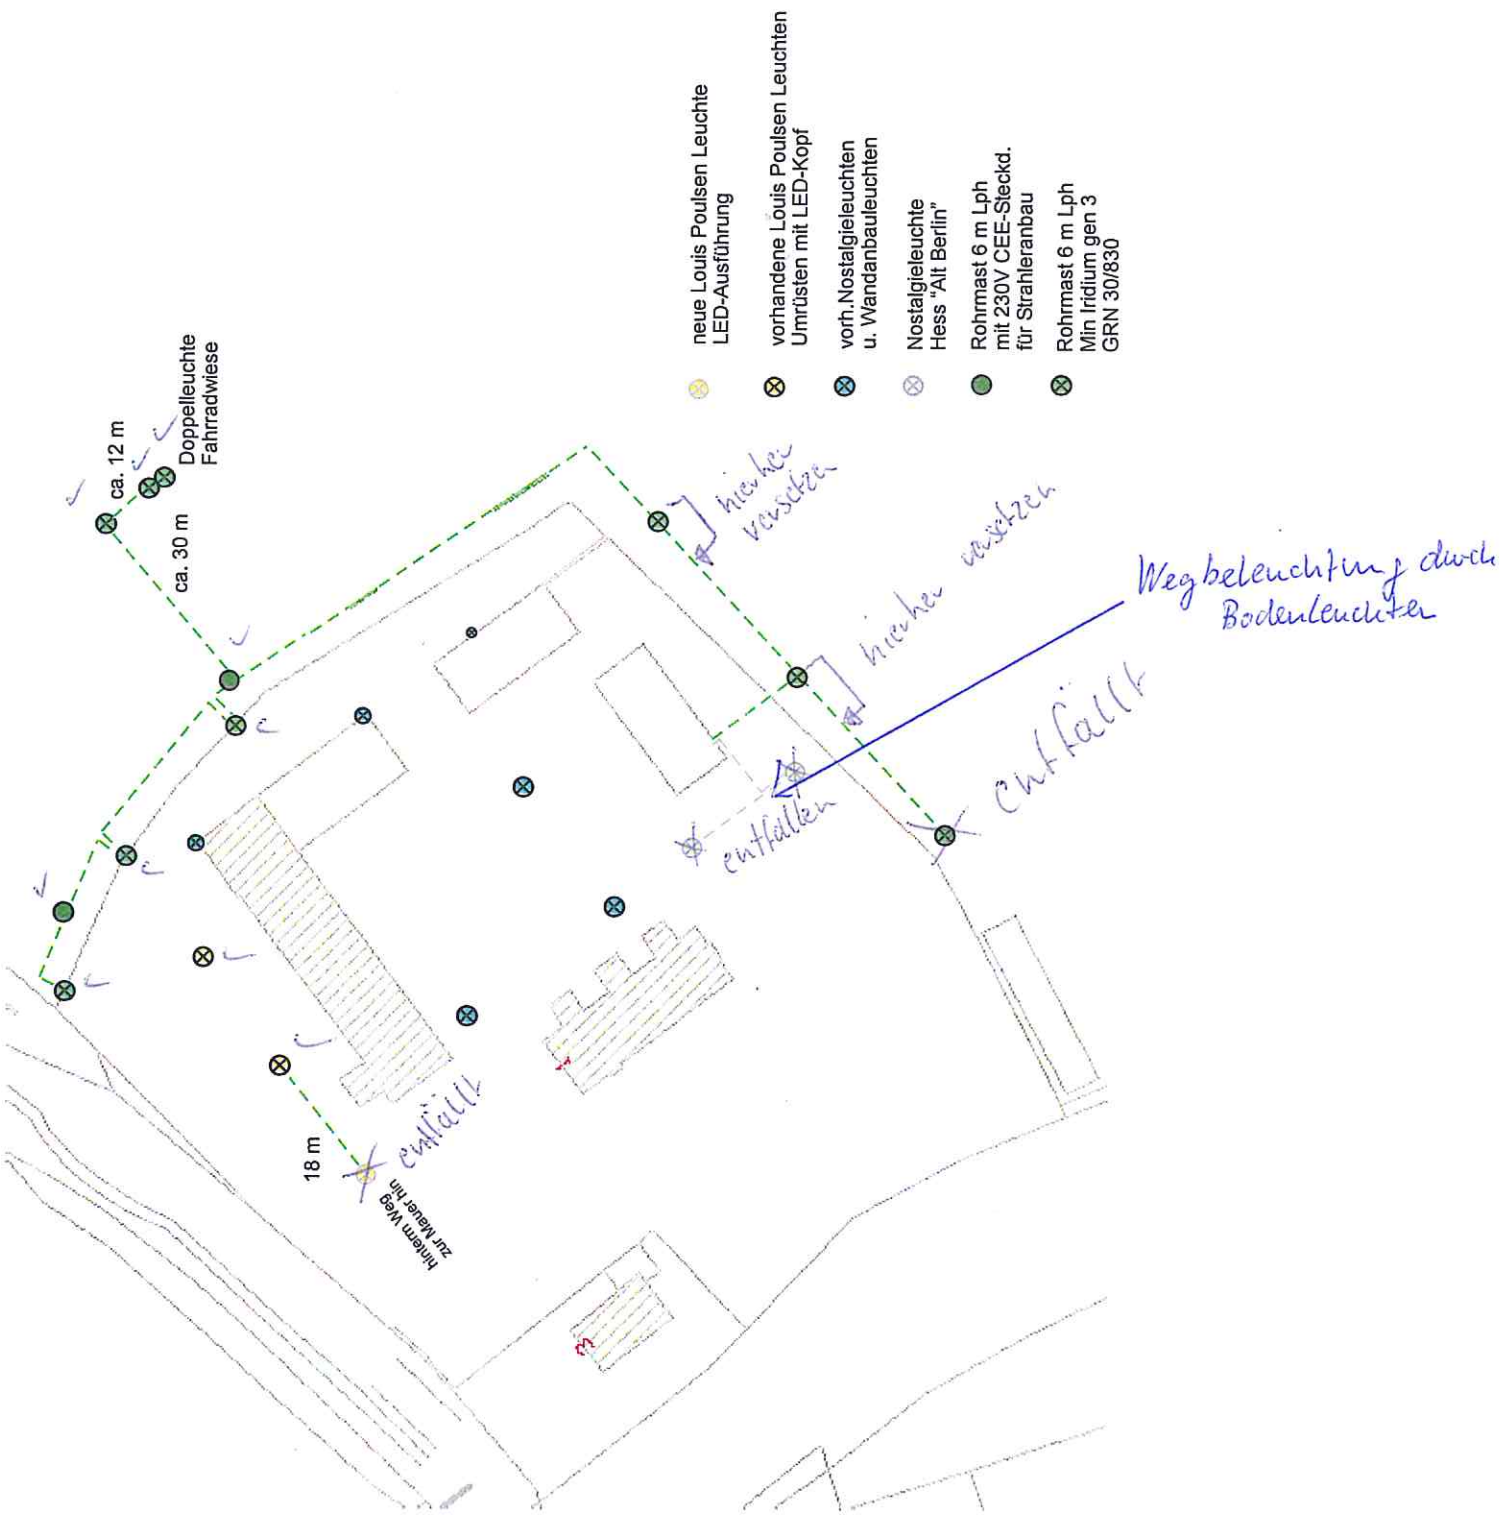 neue Louis Poulsen Leuchte
LED-Ausführung
vorhandene Louis Poulsen Leuchten
Umrüsten mit LED-Kopf
vorh.Nostalgieleuchten
u. Wandanbauleuchten
Nostalgieleuchte
Hess "Alt Berlin"
Rohrmast 6 m Lph
mit 230V CEE-Steckd.
für Strahleranbau
Rohrmast 6 m Lph
Min Iridium gen 3
GRN 30/830
ca. 12 m
Doppelleuchte
Fahrradwiese
ca. 30 m
hierher
versetzen
hierher versetzen
Wegbeleuchtung durch
Bodenleuchten
entfällt
entfallen
18 m
entfällt
hinterm Weg
zur Mauer hin
1
3